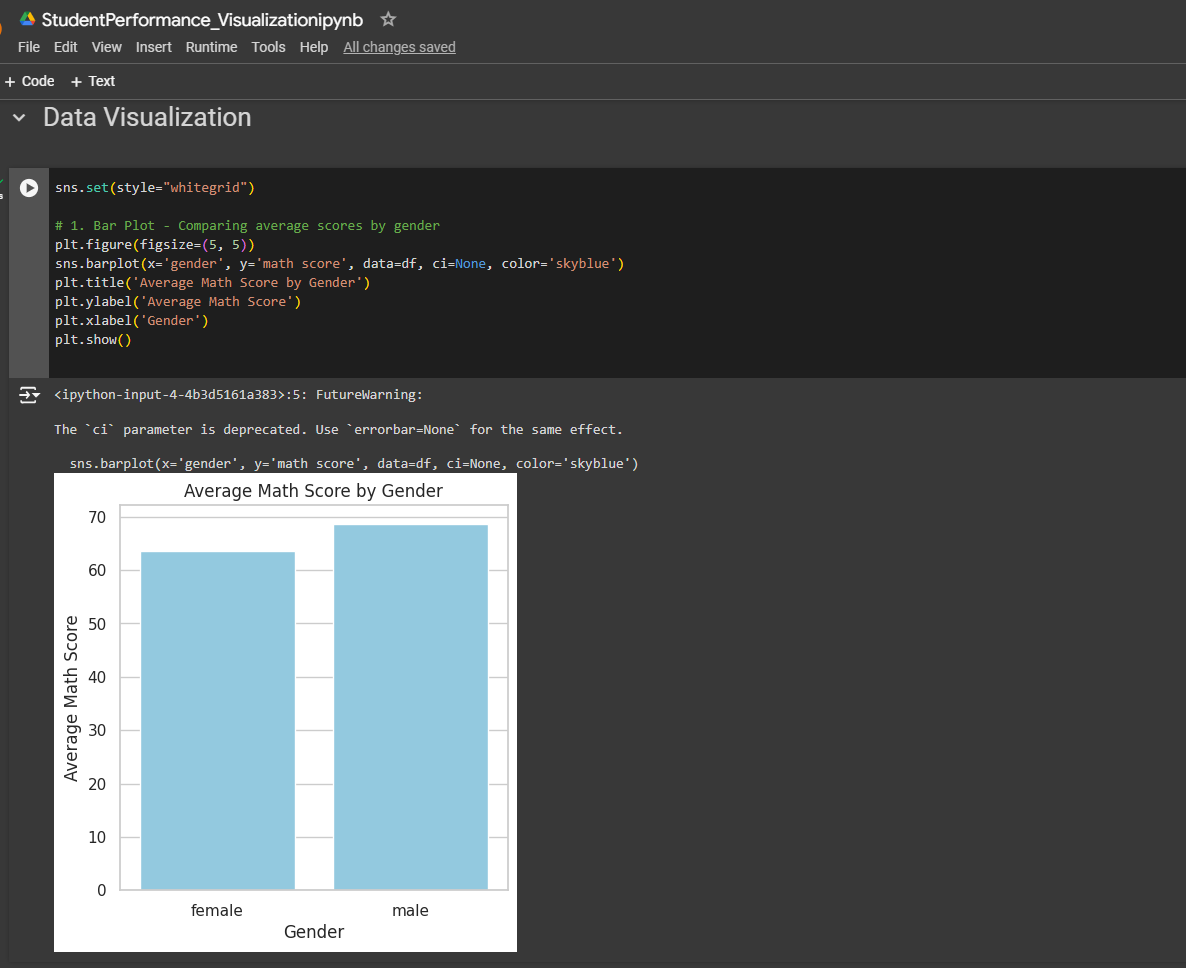 StudentPerformance_Visualizationipynb
File Edit View Insert Runtime Tools Help All changes saved
+ Code + Text
Data Visualization
sns.set(style="whitegrid")
# 1. Bar Plot - Comparing average scores by gender
plt.figure(figsize=(5, 5))
sns.barplot(x='gender', y='math score', data=df, ci=None, color='skyblue')
plt.title('Average Math Score by Gender')
plt.ylabel('Average Math Score')
plt.xlabel('Gender')
plt.show()
<ipython-input-4-4b3d5161a383>:5: FutureWarning:
The `ci` parameter is deprecated. Use `errorbar=None` for the same effect.
sns.barplot(x='gender', y='math score', data=df, ci=None, color='skyblue')
Average Math Score by Gender
Average Math Score
70
60
50
40
30
20
10
0
female male
Gender